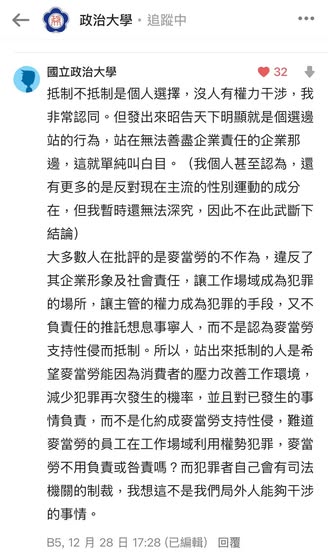 政治大學・追蹤中
國立政治大學
32
抵制不抵制是個人選擇，沒人有權力干涉，我
非常認同。但發出來昭告天下明顯就是個選邊
站的行為，站在無法善盡企業責任的企業那
邊，這就單純叫白目。（我個人甚至認為，這
還有更多的是反對現在主流的性別運動的成分
在，但我暫時還無法深究，因此不在此武斷下
結論）
大多數人在批評的是麥當勞的不作為，違反了
其企業形象及社會責任，讓工作場域成為犯罪
的場所，讓主管的權力成為犯罪的手段，又不
負責任的推託想息事寧人，而不是認為麥當勞
支持性侵而抵制。所以，站出來抵制的人是希
望麥當勞能因為消費者的壓力改善工作環境，
減少犯罪再次發生的機率，並且對已發生的事
情負責，而不是化約成麥當勞支持性侵，難道
麥當勞的員工在工作場域利用權勢犯罪，麥當
勞不用負責或咎責嗎？而犯罪者自己會有司法
機關的制裁，我想這不是我們局外人能夠干涉
的事情。
B5, 12 月 28 日 17:28 (已編輯) 回覆